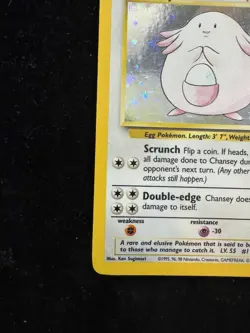 Egg Pokémon. Length: 3' 7", Weight
Scrunch Flip a coin. If heads,
all damage done to Chansey du
opponent's next turn. (Any other
attacks still happen.)
Double-edge Chansey does
damage to itself.
weakness resistance
-30
A rare and elusive Pokémon that is said to b
to those who manage to catch it. LV. 55 #1
Illus. Ken Sugimori ©1995, 96, 98 Nintendo, Creatures, GAMEFREAK.